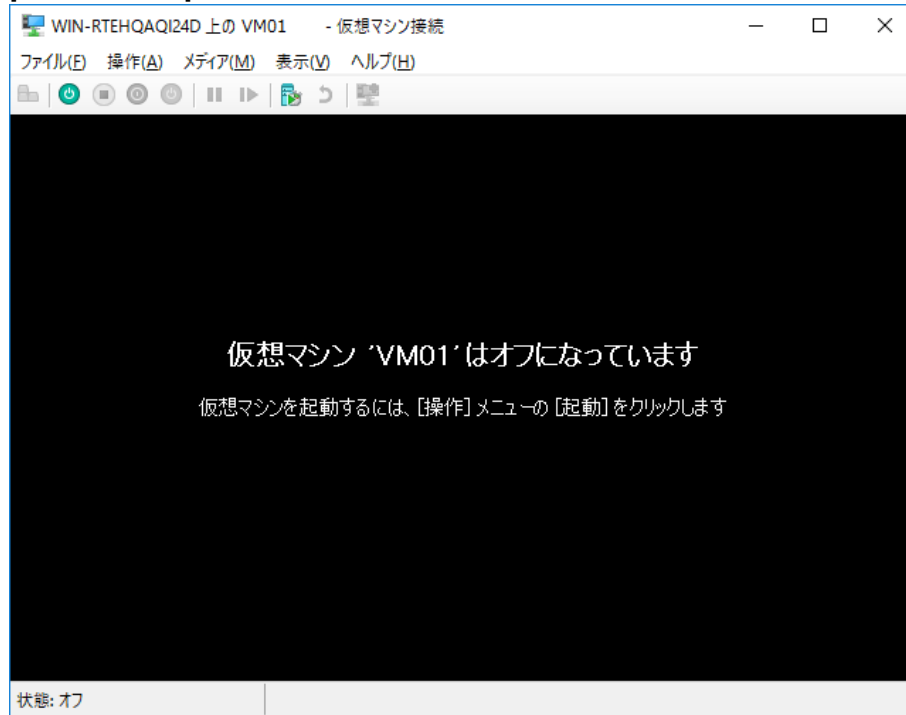 WIN-RTEHQAQI24D 上の VM01 - 仮想マシン接続
ファイル(F) 操作(A) メディア(M) 表示(V) ヘルプ(H)
仮想マシン 'VM01' はオフになっています
仮想マシンを起動するには、[操作] メニューの [起動] をクリックします
状態: オフ